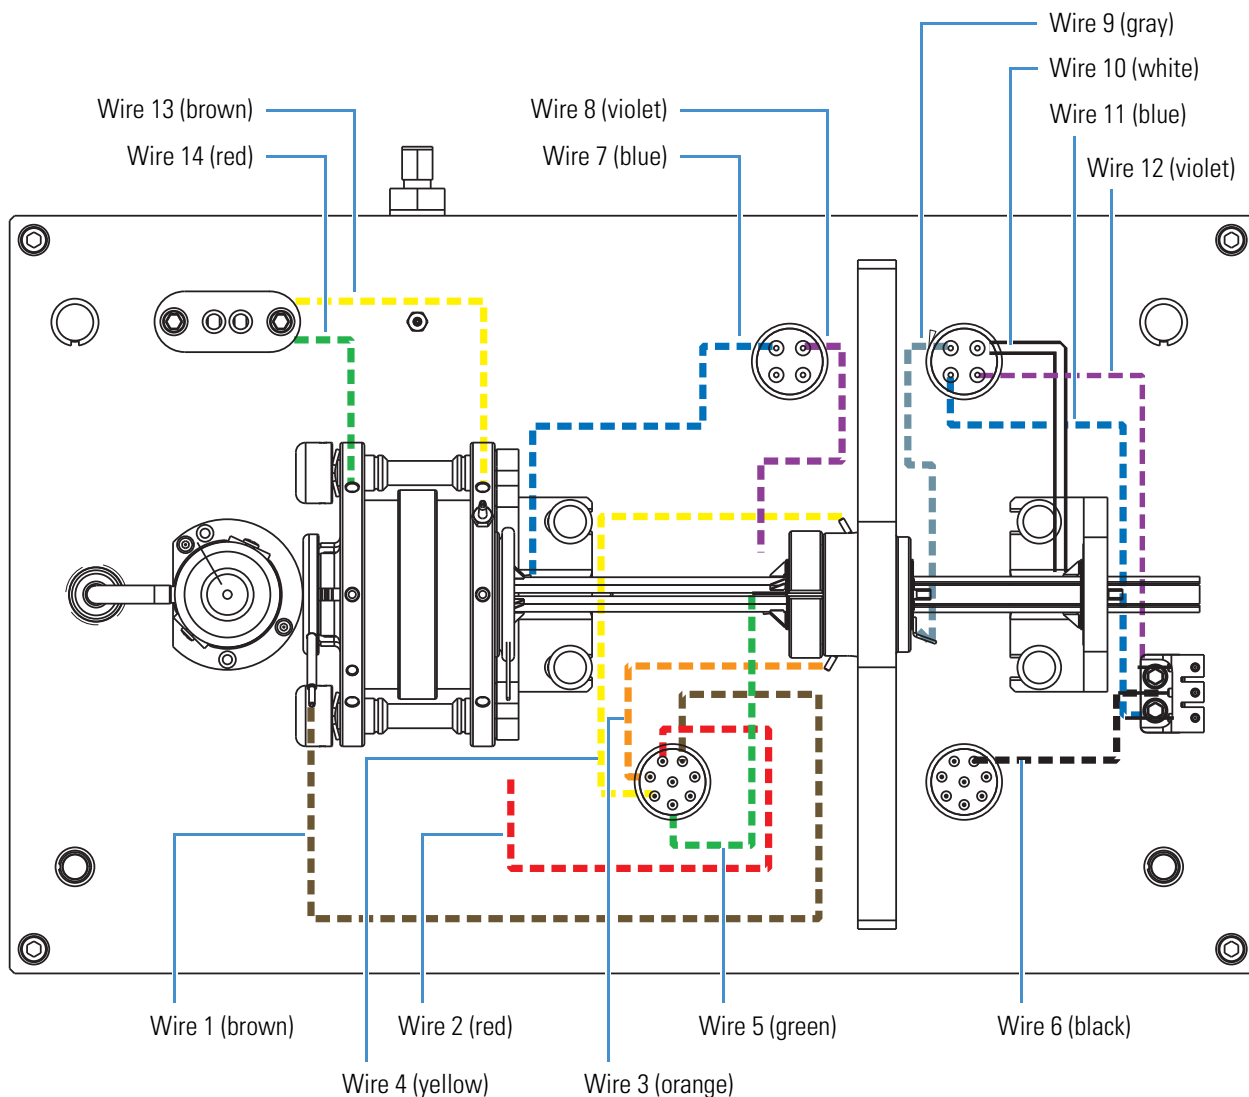 Wire 9 (gray)
Wire 10 (white)
Wire 13 (brown)
Wire 8 (violet)
Wire 11 (blue)
Wire 14 (red)
Wire 7 (blue)
Wire 12 (violet)
Wire 1 (brown)
Wire 2 (red)
Wire 5 (green)
Wire 6 (black)
Wire 4 (yellow)
Wire 3 (orange)